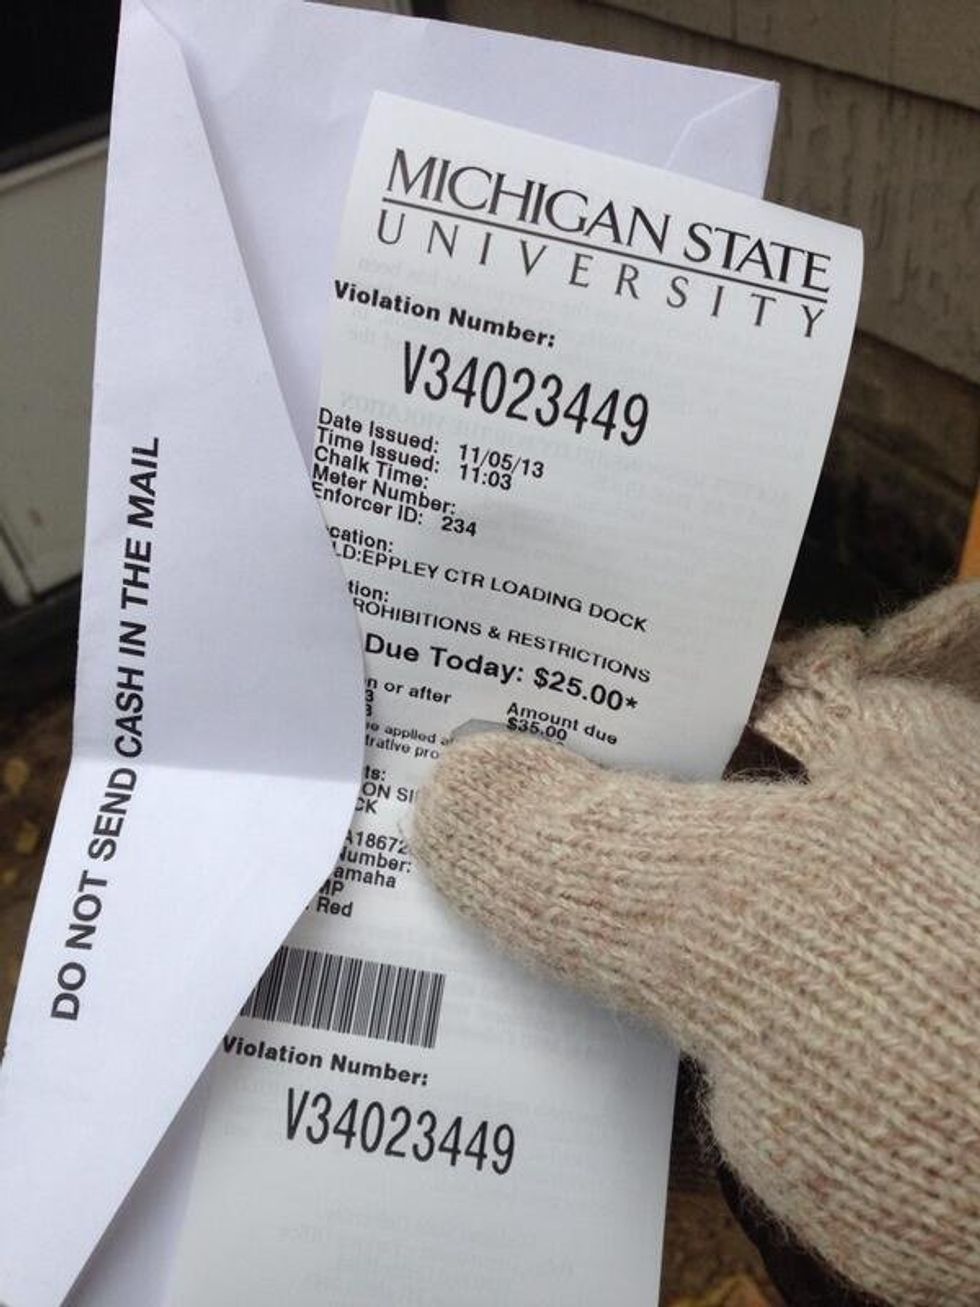 MICHIGAN STATE
UNIVERSITY
Violation Number:
V34023449
Date Issued: 11/05/13
Time Issued: 11:03
Chalk Time:
Meter Number:
Enforcer ID: 234
cation:
LD:EPPLEY CTR LOADING DOCK
tion:
ROHIBITIONS & RESTRICTIONS
Due Today: $25.00*
n or after Amount due
3 $35.00
3
e applied a
trative pro
ts:
ON SI
CK
A18672
Number:
amaha
MP
Red
Violation Number:
V34023449
DO NOT SEND CASH IN THE MAIL